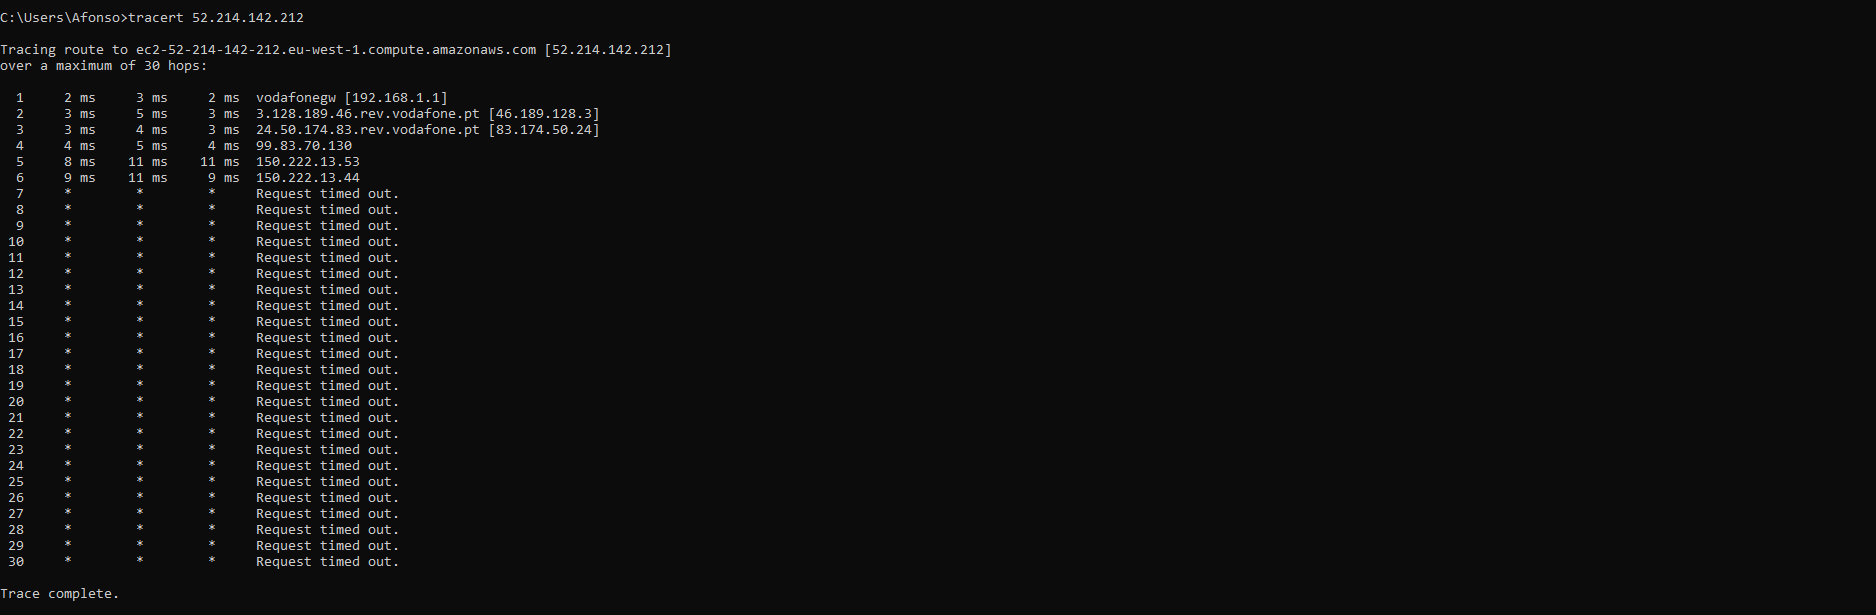 C:\Users\Afonso>tracert 52.214.142.212
Tracing route to ec2-52-214-142-212.eu-west-1.compute.amazonaws.com [52.214.142.212]
over a maximum of 30 hops:
1 2 ms 3 ms 2 ms vodafonegw [192.168.1.1]
2 3 ms 5 ms 3 ms 3.128.189.46.rev.vodafone.pt [46.189.128.3]
3 3 ms 4 ms 3 ms 24.50.174.83.rev.vodafone.pt [83.174.50.24]
4 4 ms 5 ms 4 ms 99.83.70.130
5 8 ms 11 ms 11 ms 150.222.13.53
6 9 ms 11 ms 9 ms 150.222.13.44
7 * * * Request timed out.
8 * * * Request timed out.
9 * * * Request timed out.
10 * * * Request timed out.
11 * * * Request timed out.
12 * * * Request timed out.
13 * * * Request timed out.
14 * * * Request timed out.
15 * * * Request timed out.
16 * * * Request timed out.
17 * * * Request timed out.
18 * * * Request timed out.
19 * * * Request timed out.
20 * * * Request timed out.
21 * * * Request timed out.
22 * * * Request timed out.
23 * * * Request timed out.
24 * * * Request timed out.
25 * * * Request timed out.
26 * * * Request timed out.
27 * * * Request timed out.
28 * * * Request timed out.
29 * * * Request timed out.
30 * * * Request timed out.
Trace complete.